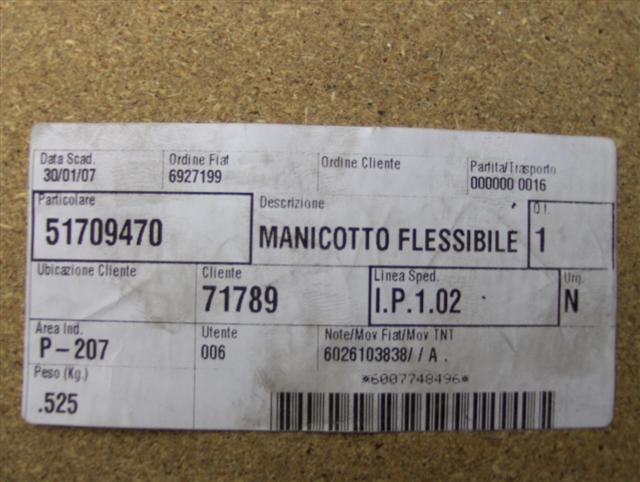 Data Scad. Ordine Fiat Ordine Cliente Partita/Trasporto
30/01/07 6927199 000000 0016
Particolare Descrizione Q.t.
51709470 MANICOTTO FLESSIBILE 1
Ubicazione Cliente Cliente Linea Sped. Urg.
71789 I.P.1.02 N
Area Ind. Utente Note/Mov Fiat/Mov TNT
P-207 006 6026103838//A.
Peso (Kg.) *6007748496*
.525